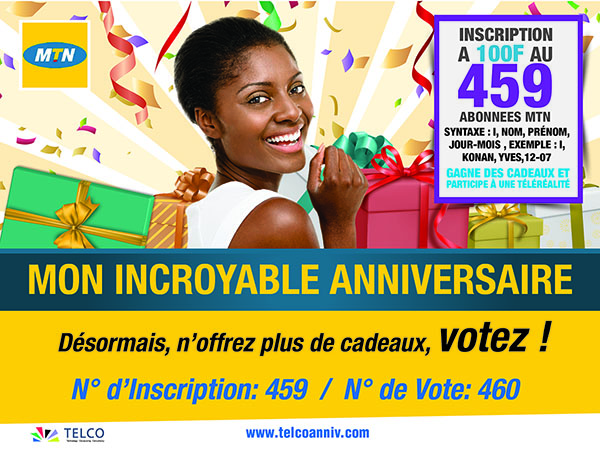 MTN
INSCRIPTION
A 100F AU
459
ABONNEES MTN
SYNTAXE : I, NOM, PRÉNOM,
JOUR-MOIS , EXEMPLE : I,
KONAN, YVES,12-07
GAGNE DES CADEAUX ET
PARTICIPE À UNE TÉLÉRÉALITÉ
MON INCROYABLE ANNIVERSAIRE
Désormais, n’offrez plus de cadeaux, votez !
N° d’Inscription: 459 / N° de Vote: 460
TELCO
www.telcoanniv.com